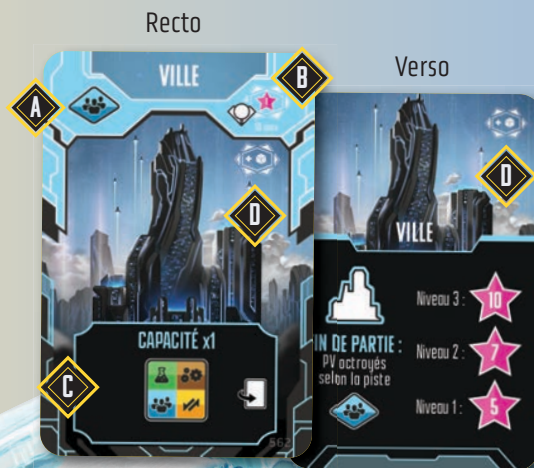 Recto
Verso
VILLE
A
B
1
D
CAPACITÉ x1
C
562
D
VILLE
IN DE PARTIE :
PV octroyés
selon la piste
Niveau 3 :
10
Niveau 2 :
7
Niveau 1 :
5